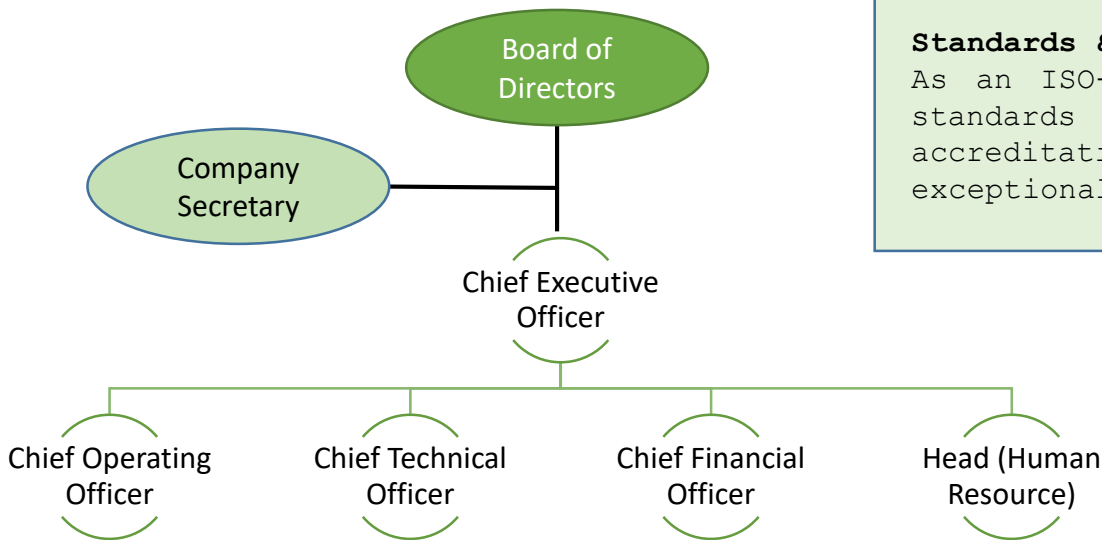 Board of
Directors
Standards &
As an ISO-
standards
accreditati
exceptional
Company
Secretary
Chief Executive
Officer
Chief Operating
Officer
Chief Technical
Officer
Chief Financial
Officer
Head (Human
Resource)